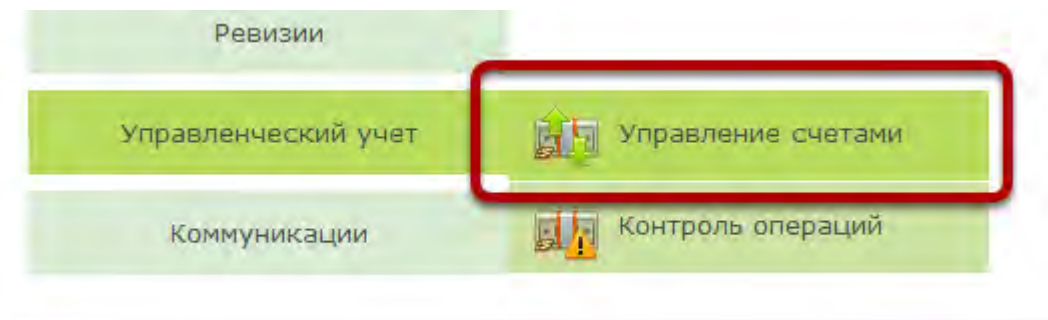 Ревизии
Управленческий учет
Управление счетами
Коммуникации
Контроль операций